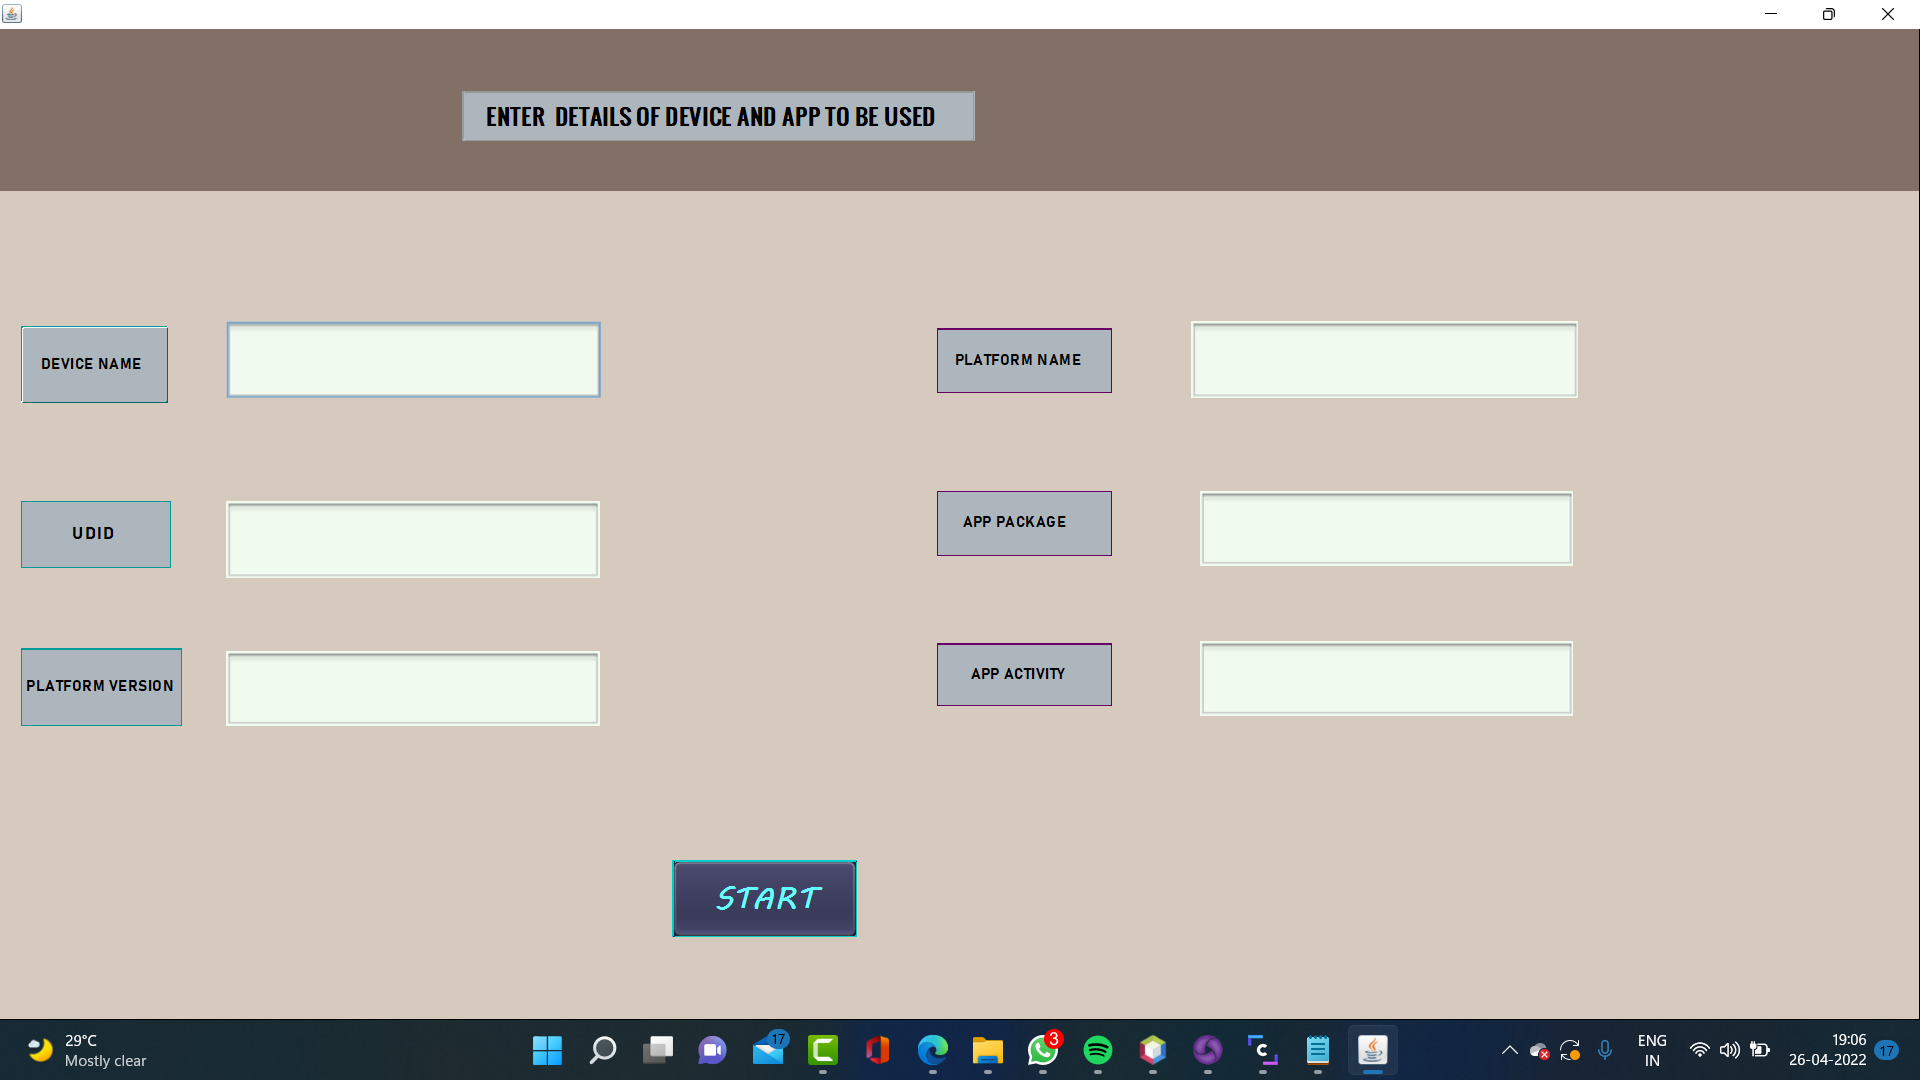 ENTER DETAILS OF DEVICE AND APP TO BE USED
DEVICE NAME
PLATFORM NAME
UDID
APP PACKAGE
PLATFORM VERSION
APP ACTIVITY
START
29°C
Mostly clear
17
3
ENG
IN
19:06
26-04-2022
17